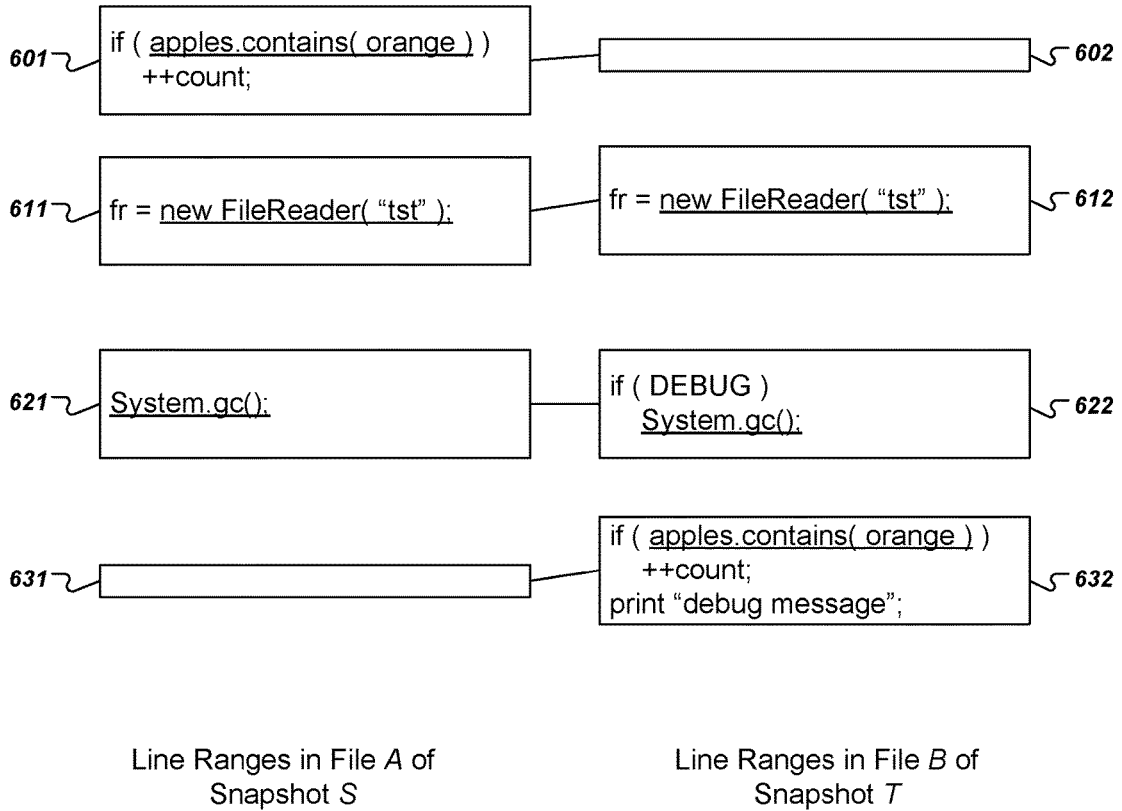 601
if ( apples.contains( orange ) )
++count;
602
611
fr = new FileReader( “tst” );
fr = new FileReader( “tst” );
612
621
System.gc();
if ( DEBUG )
System.gc();
622
631
if ( apples.contains( orange ) )
++count;
print “debug message”;
632
Line Ranges in File A of
Snapshot S
Line Ranges in File B of
Snapshot T